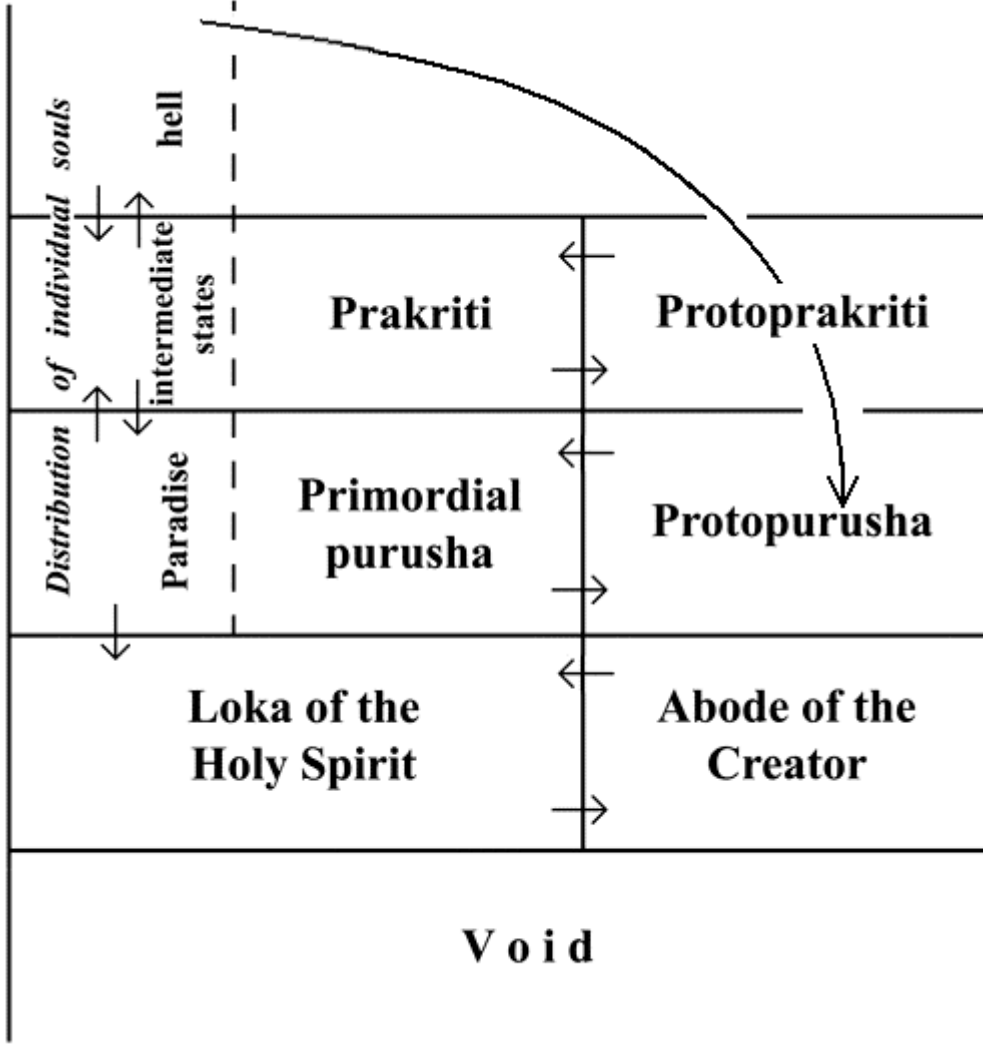 Distribution of individual souls
hell
intermediate
states
Paradise
Prakriti
Protoprakriti
Primordial
purusha
Protopurusha
Loka of the
Holy Spirit
Abode of the
Creator
Void